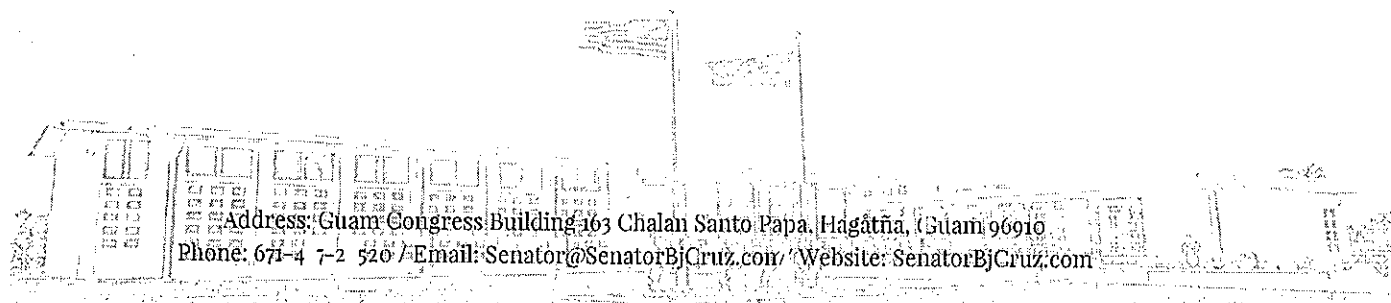 Address: Guam Congress Building 163 Chalan Santo Papa, Hagåtña, Guam 96910
Phone: 671-4 7-2 520 / Email: Senator@SenatorBjCruz.com / Website: SenatorBjCruz.com